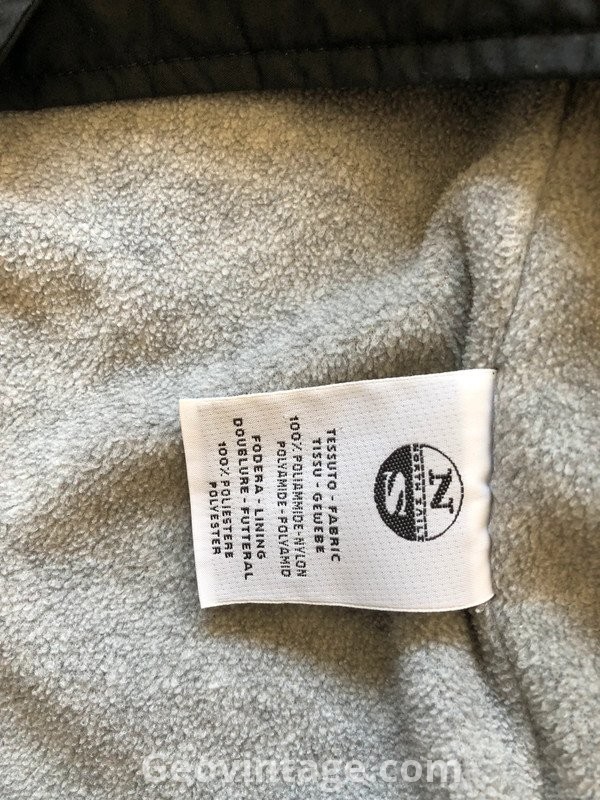 N
NORTH SAILS
S
TESSUTO - FABRIC
TISSU - GEWEBE
100% POLIAMMIDE-NYLON
POLYAMIDE-POLYAMID
FODERA - LINING
DOUBLURE - FUTTERAL
100% POLIESTERE
POLYESTER
Geovintage.com